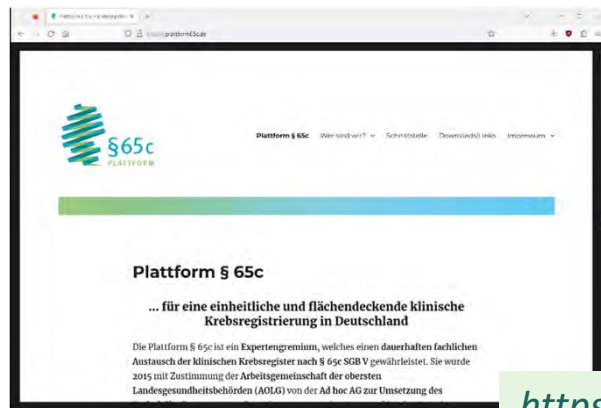 §65c
PLATTFORM
Plattform § 65c Wer sind wir? Schnittstelle Downloads/Links Impressum
Plattform § 65c
... für eine einheitliche und flächendeckende klinische
Krebsregistrierung in Deutschland
Die Plattform § 65c ist ein Expertengremium, welches einen dauerhaften fachlichen
Austausch der klinischen Krebsregister nach § 65c SGB V gewährleistet. Sie wurde
2015 mit Zustimmung der Arbeitsgemeinschaft der obersten
Landesgesundheitsbehörden (AOLG) von der Ad hoc AG zur Umsetzung des
https